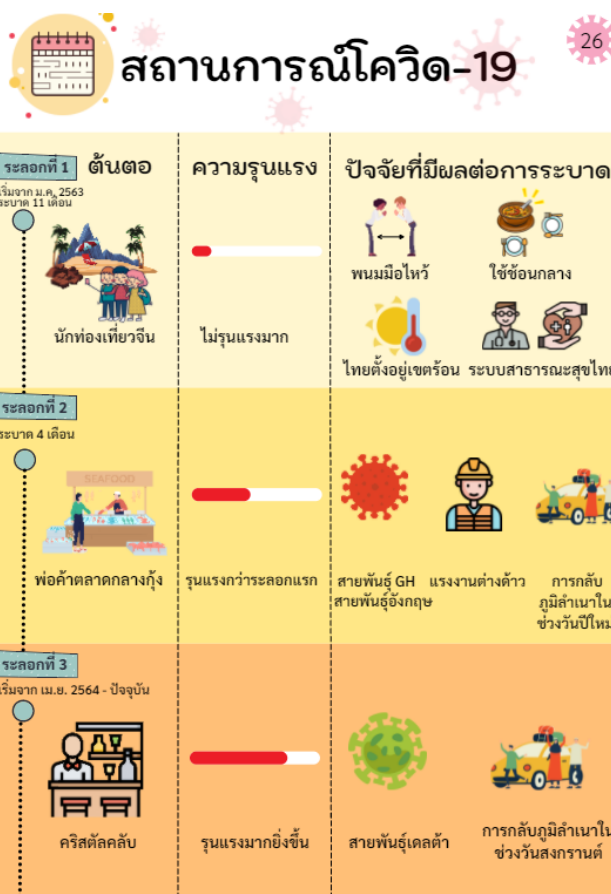 26
สถานการณ์โควิด-19
ต้นตอ
ความรุนแรง
ปัจจัยที่มีผลต่อการระบาด
ระลอกที่ 1
เริ่มจาก ม.ค. 2563
ระบาด 11 เดือน
พนมมือไหว้
ใช้ช้อนกลาง
นักท่องเที่ยวจีน
ไม่รุนแรงมาก
ไทยตั้งอยู่เขตร้อน
ระบบสาธารณะสุขไทย
ระลอกที่ 2
ระบาด 4 เดือน
SEAFOOD
พ่อค้าตลาดกลางกุ้ง
รุนแรงกว่าระลอกแรก
สายพันธุ์ GH
สายพันธุ์อังกฤษ
แรงงานต่างด้าว
การกลับ
ภูมิลำเนาใน
ช่วงวันปีใหม่
ระลอกที่ 3
เริ่มจาก เม.ย. 2564 - ปัจจุบัน
คริสตัลคลับ
รุนแรงมากยิ่งขึ้น
สายพันธุ์เดลต้า
การกลับภูมิลำเนาใน
ช่วงวันสงกรานต์